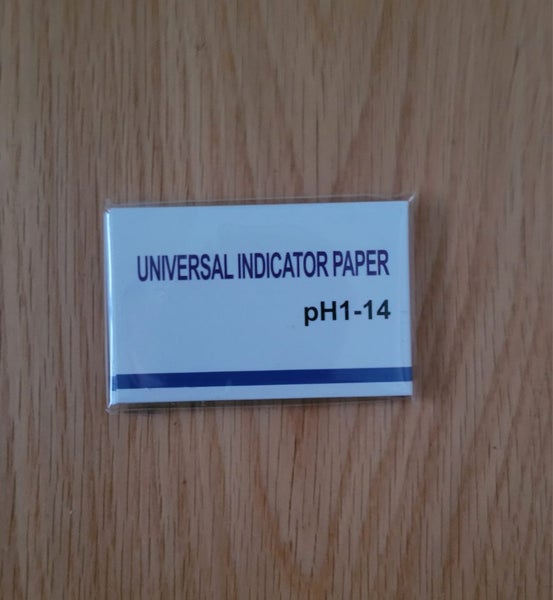 UNIVERSAL INDICATOR PAPER
pH1-14